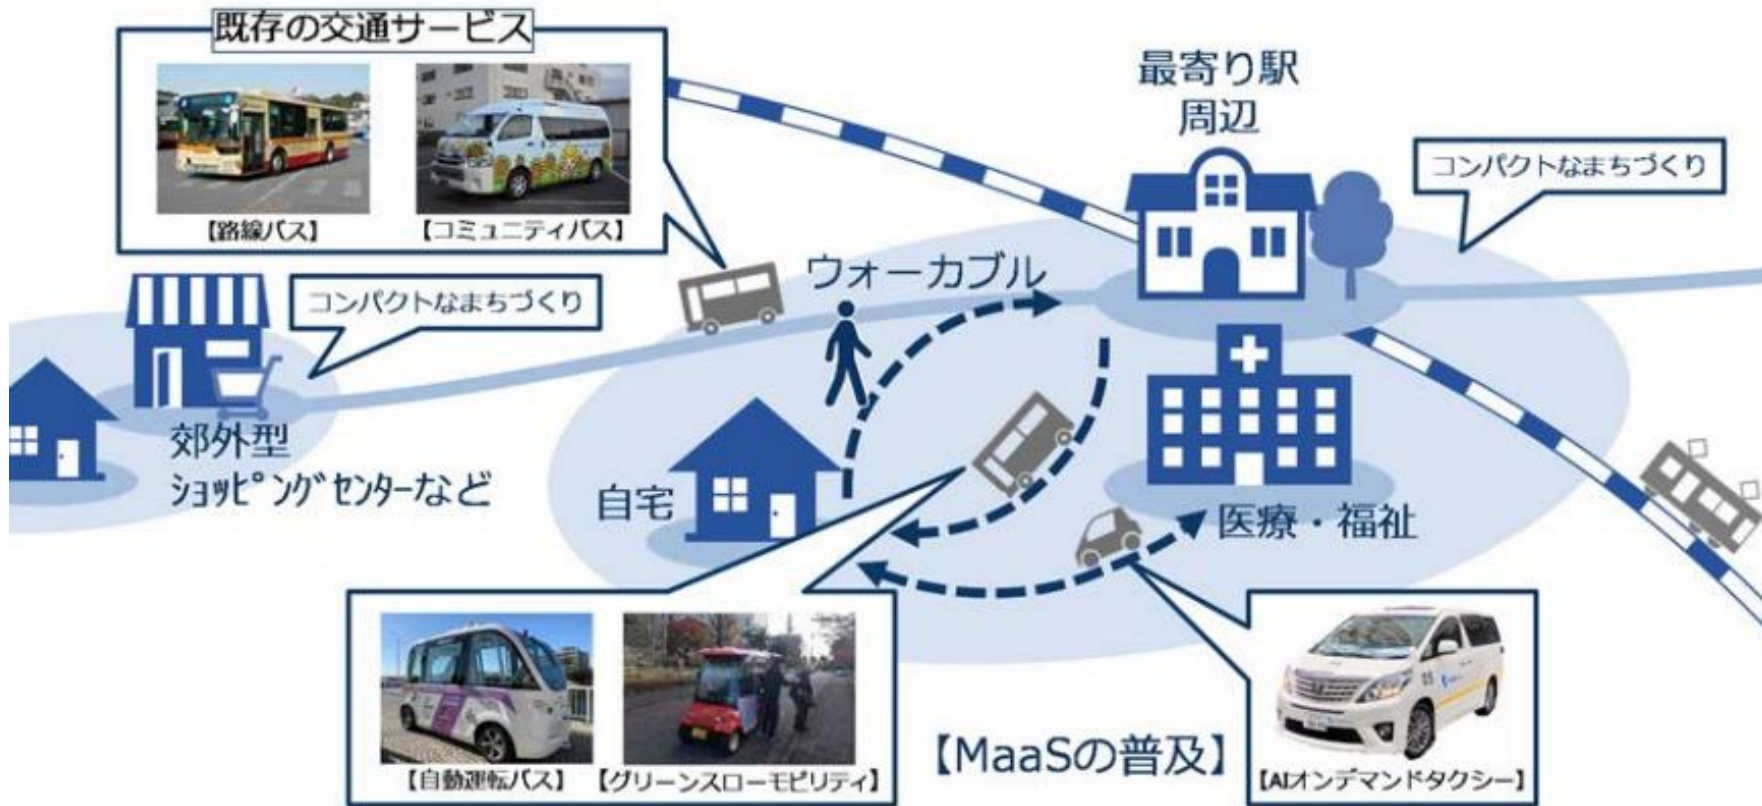 既存の交通サービス
【路線バス】
【コミュニティバス】
最寄り駅
周辺
コンパクトなまちづくり
コンパクトなまちづくり
ウォーカブル
郊外型
ショッピングセンターなど
自宅
医療・福祉
【自動運転バス】
【グリーンスローモビリティ】
【MaaSの普及】
【AIオンデマンドタクシー】